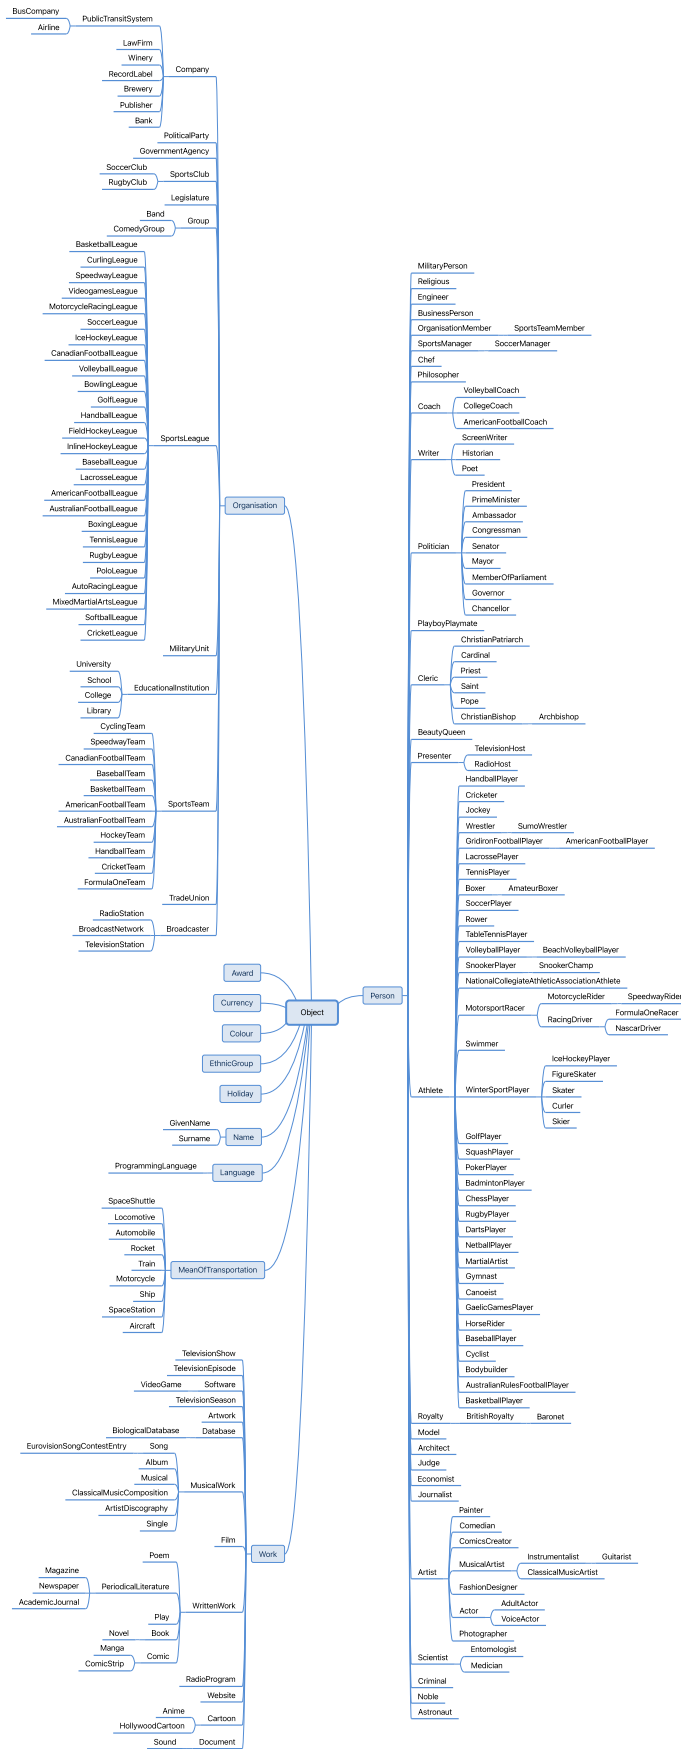 BusCompany
PublicTransitSystem
Airline
LawFirm
Winery
RecordLabel
Company
Brewery
Publisher
Bank
PoliticalParty
GovernmentAgency
SoccerClub
SportsClub
RugbyClub
Legislature
Band
Group
ComedyGroup
BasketballLeague
CurlingLeague
SpeedwayLeague
VideogamesLeague
MotorcycleRacingLeague
SoccerLeague
IceHockeyLeague
CanadianFootballLeague
VolleyballLeague
BowlingLeague
GolfLeague
HandballLeague
FieldHockeyLeague
SportsLeague
InlineHockeyLeague
BaseballLeague
LacrosseLeague
AmericanFootballLeague
AustralianFootballLeague
BoxingLeague
TennisLeague
RugbyLeague
PoloLeague
AutoRacingLeague
MixedMartialArtsLeague
SoftballLeague
CricketLeague
Organisation
MilitaryUnit
University
School
EducationalInstitution
College
Library
CyclingTeam
SpeedwayTeam
CanadianFootballTeam
BaseballTeam
BasketballTeam
SportsTeam
AmericanFootballTeam
AustralianFootballTeam
HockeyTeam
HandballTeam
CricketTeam
FormulaOneTeam
TradeUnion
RadioStation
BroadcastNetwork
Broadcaster
TelevisionStation
Award
Currency
Object
Colour
EthnicGroup
Holiday
GivenName
Name
Surname
ProgrammingLanguage
Language
SpaceShuttle
Locomotive
Automobile
Rocket
Train
MeanOfTransportation
Motorcycle
Ship
SpaceStation
Aircraft
TelevisionShow
TelevisionEpisode
VideoGame
Software
TelevisionSeason
Artwork
BiologicalDatabase
Database
EurovisionSongContestEntry
Song
Album
Musical
MusicalWork
ClassicalMusicComposition
ArtistDiscography
Single
Film
Work
Poem
Magazine
PeriodicalLiterature
Newspaper
AcademicJournal
WrittenWork
Play
Novel
Book
Manga
Comic
ComicStrip
RadioProgram
Website
Anime
Cartoon
HollywoodCartoon
Sound
Document
Person
MilitaryPerson
Religious
Engineer
BusinessPerson
OrganisationMember
SportsTeamMember
SportsManager
SoccerManager
Chef
Philosopher
VolleyballCoach
Coach
CollegeCoach
AmericanFootballCoach
ScreenWriter
Writer
Historian
Poet
President
PrimeMinister
Ambassador
Congressman
Politician
Senator
Mayor
MemberOfParliament
Governor
Chancellor
PlayboyPlaymate
ChristianPatriarch
Cardinal
Priest
Cleric
Saint
Pope
ChristianBishop
Archbishop
BeautyQueen
TelevisionHost
Presenter
RadioHost
HandballPlayer
Cricketer
Jockey
Wrestler
SumoWrestler
GridironFootballPlayer
AmericanFootballPlayer
LacrossePlayer
TennisPlayer
Boxer
AmateurBoxer
SoccerPlayer
Rower
TableTennisPlayer
VolleyballPlayer
BeachVolleyballPlayer
SnookerPlayer
SnookerChamp
NationalCollegiateAthleticAssociationAthlete
MotorcycleRider
SpeedwayRider
MotorsportRacer
FormulaOneRacer
RacingDriver
NascarDriver
Swimmer
IceHockeyPlayer
FigureSkater
Athlete
WinterSportPlayer
Skater
Curler
Skier
GolfPlayer
SquashPlayer
PokerPlayer
BadmintonPlayer
ChessPlayer
RugbyPlayer
DartsPlayer
NetballPlayer
MartialArtist
Gymnast
Canoeist
GaelicGamesPlayer
HorseRider
BaseballPlayer
Cyclist
Bodybuilder
AustralianRulesFootballPlayer
BasketballPlayer
Royalty
BritishRoyalty
Baronet
Model
Architect
Judge
Economist
Journalist
Painter
Comedian
ComicsCreator
Instrumentalist
Guitarist
MusicalArtist
ClassicalMusicArtist
Artist
FashionDesigner
AdultActor
Actor
VoiceActor
Photographer
Entomologist
Scientist
Medician
Criminal
Noble
Astronaut